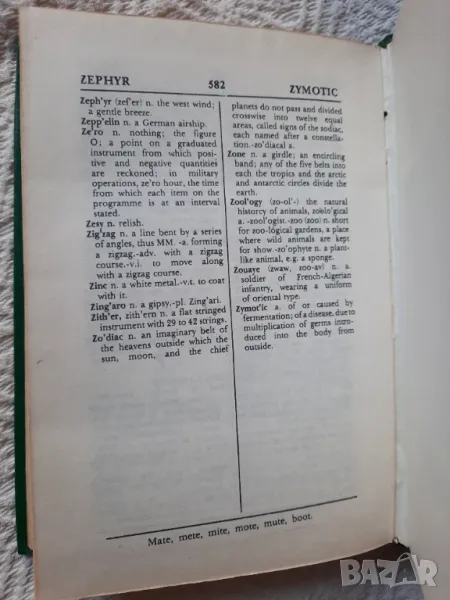 ZEPHYR 582 ZYMOTIC
Zeph'yr (zef'er) n. the west wind;
a gentle breeze.
Zepp'elin n. a German airship.
Ze'ro n. nothing; the figure
O; a point on a graduated
instrument from which posi-
tive and negative quantities
are reckoned; in military
operations, ze'ro hour, the time
from which each item on the
programme is at an interval
stated.
Zesy n. relish.
Zig'zag n. a line bent by a series
of angles, thus MM. -a. forming
a zigzag.-adv. with a zigzag
course.-v.i. to move along
with a zigzag course.
Zinc n. a white metal.-v.t. to coat
with it.
Zing'aro n. a gipsy.-pl. Zing'ari.
Zith'er, zith'ern n. a flat stringed
instrument with 29 to 42 strings.
Zo'diac n. an imaginary belt of
the heavens outside which the
sun, moon, and the chief
planets do not pass and divided
crosswise into twelve equal
areas, called signs of the zodiac,
each named after a constella-
tion.-zo'diacal a.
Zone n. a girdle; an encircling
band; any of the five belts into
each the tropics and the arctic
and antarctic circles divide the
earth.
Zool'ogy (zo-ol'-) the natural
historcy of animals, zoölo'gical
a. -zool'ogist.-zoo (zoo) n. short
for zoo-lógical gardens, a place
where wild animals are kept
for show.-zo'ophyte n. a plant-
like animal, e.g. a sponge.
Zouaye (zwaw, zoo-av) n. a.
soldier of French-Algerian
infantry, wearing a uniform
of oriental type.
Zymot'ic a. of or caused by
fermentation; of a disease, due to
multiplication of germs intro-
duced into the body from
outside.
Mate, mete, mite, mote, mute, boot.
bazar.bg